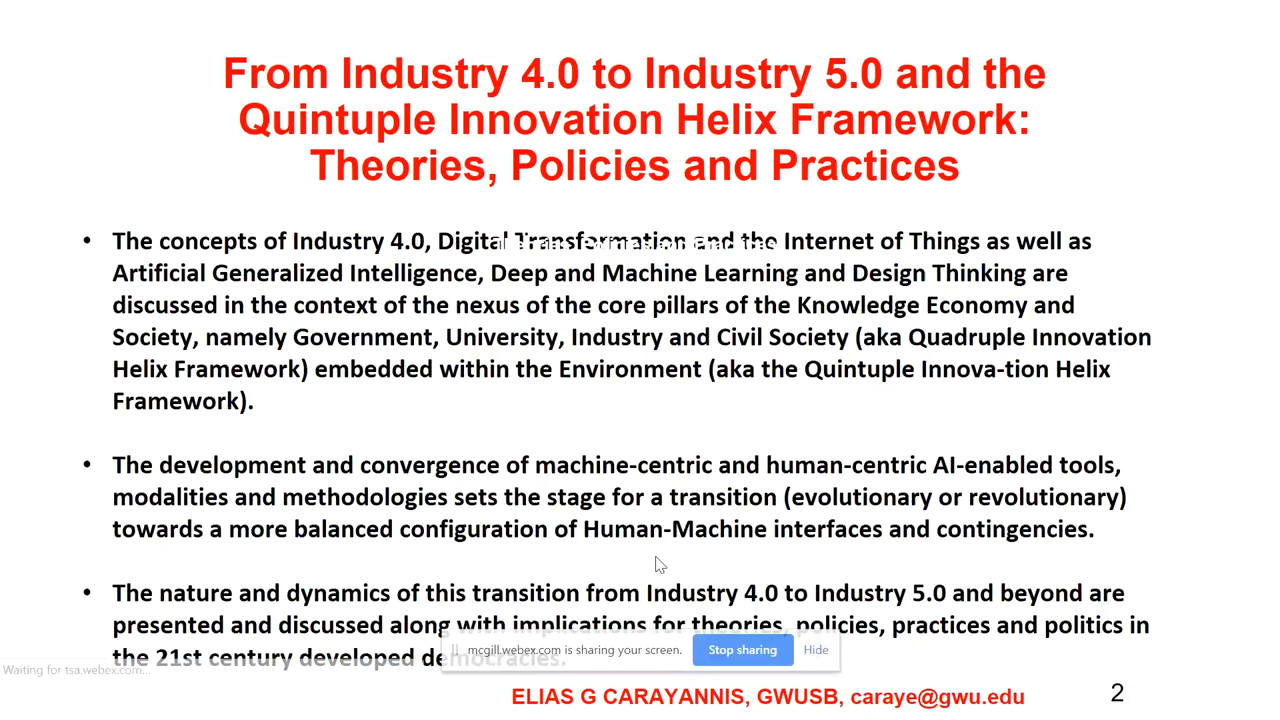 From Industry 4.0 to Industry 5.0 and the
Quintuple Innovation Helix Framework:
Theories, Policies and Practices
• The concepts of Industry 4.0, Digital Transformation and the Internet of Things as well as
Artificial Generalized Intelligence, Deep and Machine Learning and Design Thinking are
discussed in the context of the nexus of the core pillars of the Knowledge Economy and
Society, namely Government, University, Industry and Civil Society (aka Quadruple Innovation
Helix Framework) embedded within the Environment (aka the Quintuple Innova-tion Helix
Framework).
• The development and convergence of machine-centric and human-centric AI-enabled tools,
modalities and methodologies sets the stage for a transition (evolutionary or revolutionary)
towards a more balanced configuration of Human-Machine interfaces and contingencies.
• The nature and dynamics of this transition from Industry 4.0 to Industry 5.0 and beyond are
presented and discussed along with implications for theories, policies, practices and politics in
the 21st century developed democracies.
mcgill.webex.com is sharing your screen.
Stop sharing
Hide
Waiting for tsa.webex.com...
ELIAS G CARAYANNIS, GWUSB, caraye@gwu.edu
2